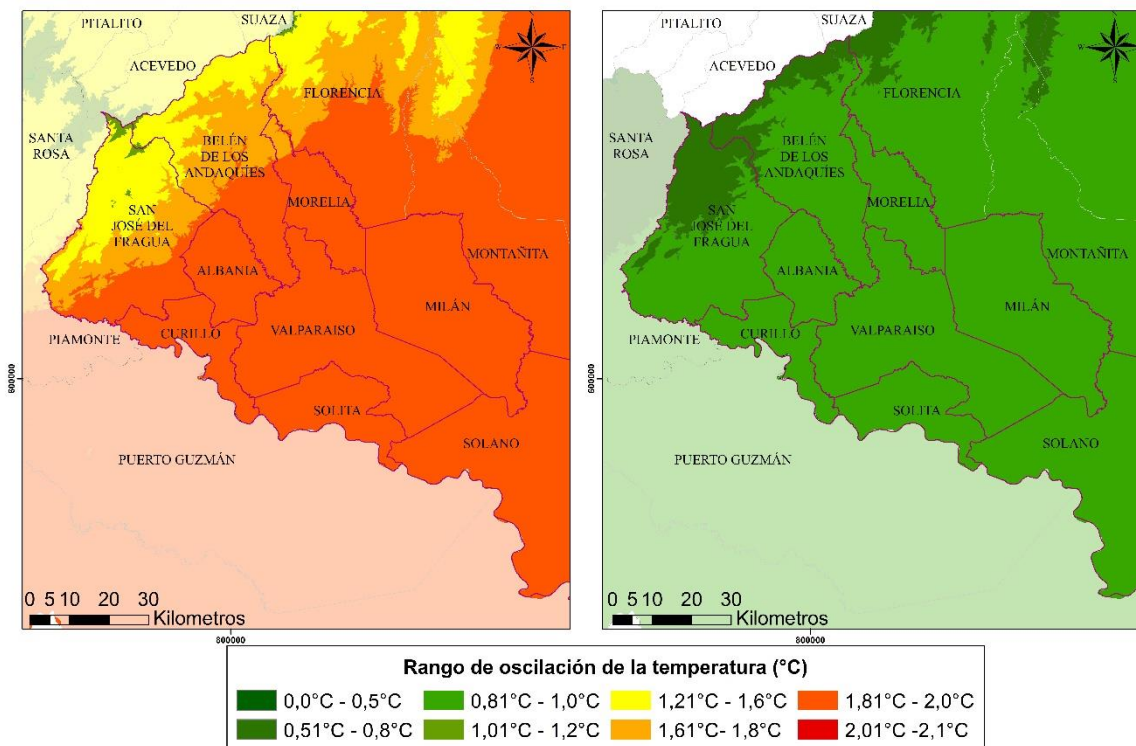 PITALITO
SUAZA
ACEVEDO
FLORENCIA
SANTA
ROSA
BELÉN
DE LOS
ANDAQUÍES
MORELIA
SAN
JOSÉ DEL
FRAGUA
MONTAÑITA
ALBANIA
MILÁN
PIAMONTE
CURILLO
VALPARAISO
600000
SOLITA
SOLANO
PUERTO GUZMÁN
0 5 10 20 30
Kilometros
800000
PITALITO
SUAZA
ACEVEDO
FLORENCIA
SANTA
ROSA
BELÉN
DE LOS
ANDAQUÍES
MORELIA
SAN
JOSÉ DEL
FRAGUA
MONTAÑITA
ALBANIA
MILÁN
PIAMONTE
CURILLO
VALPARAISO
600000
SOLITA
SOLANO
PUERTO GUZMÁN
0 5 10 20 30
Kilometros
800000
Rango de oscilación de la temperatura (°C)
0,0°C - 0,5°C
0,81°C - 1,0°C
1,21°C - 1,6°C
1,81°C - 2,0°C
0,51°C - 0,8°C
1,01°C - 1,2°C
1,61°C- 1,8°C
2,01°C -2,1°C